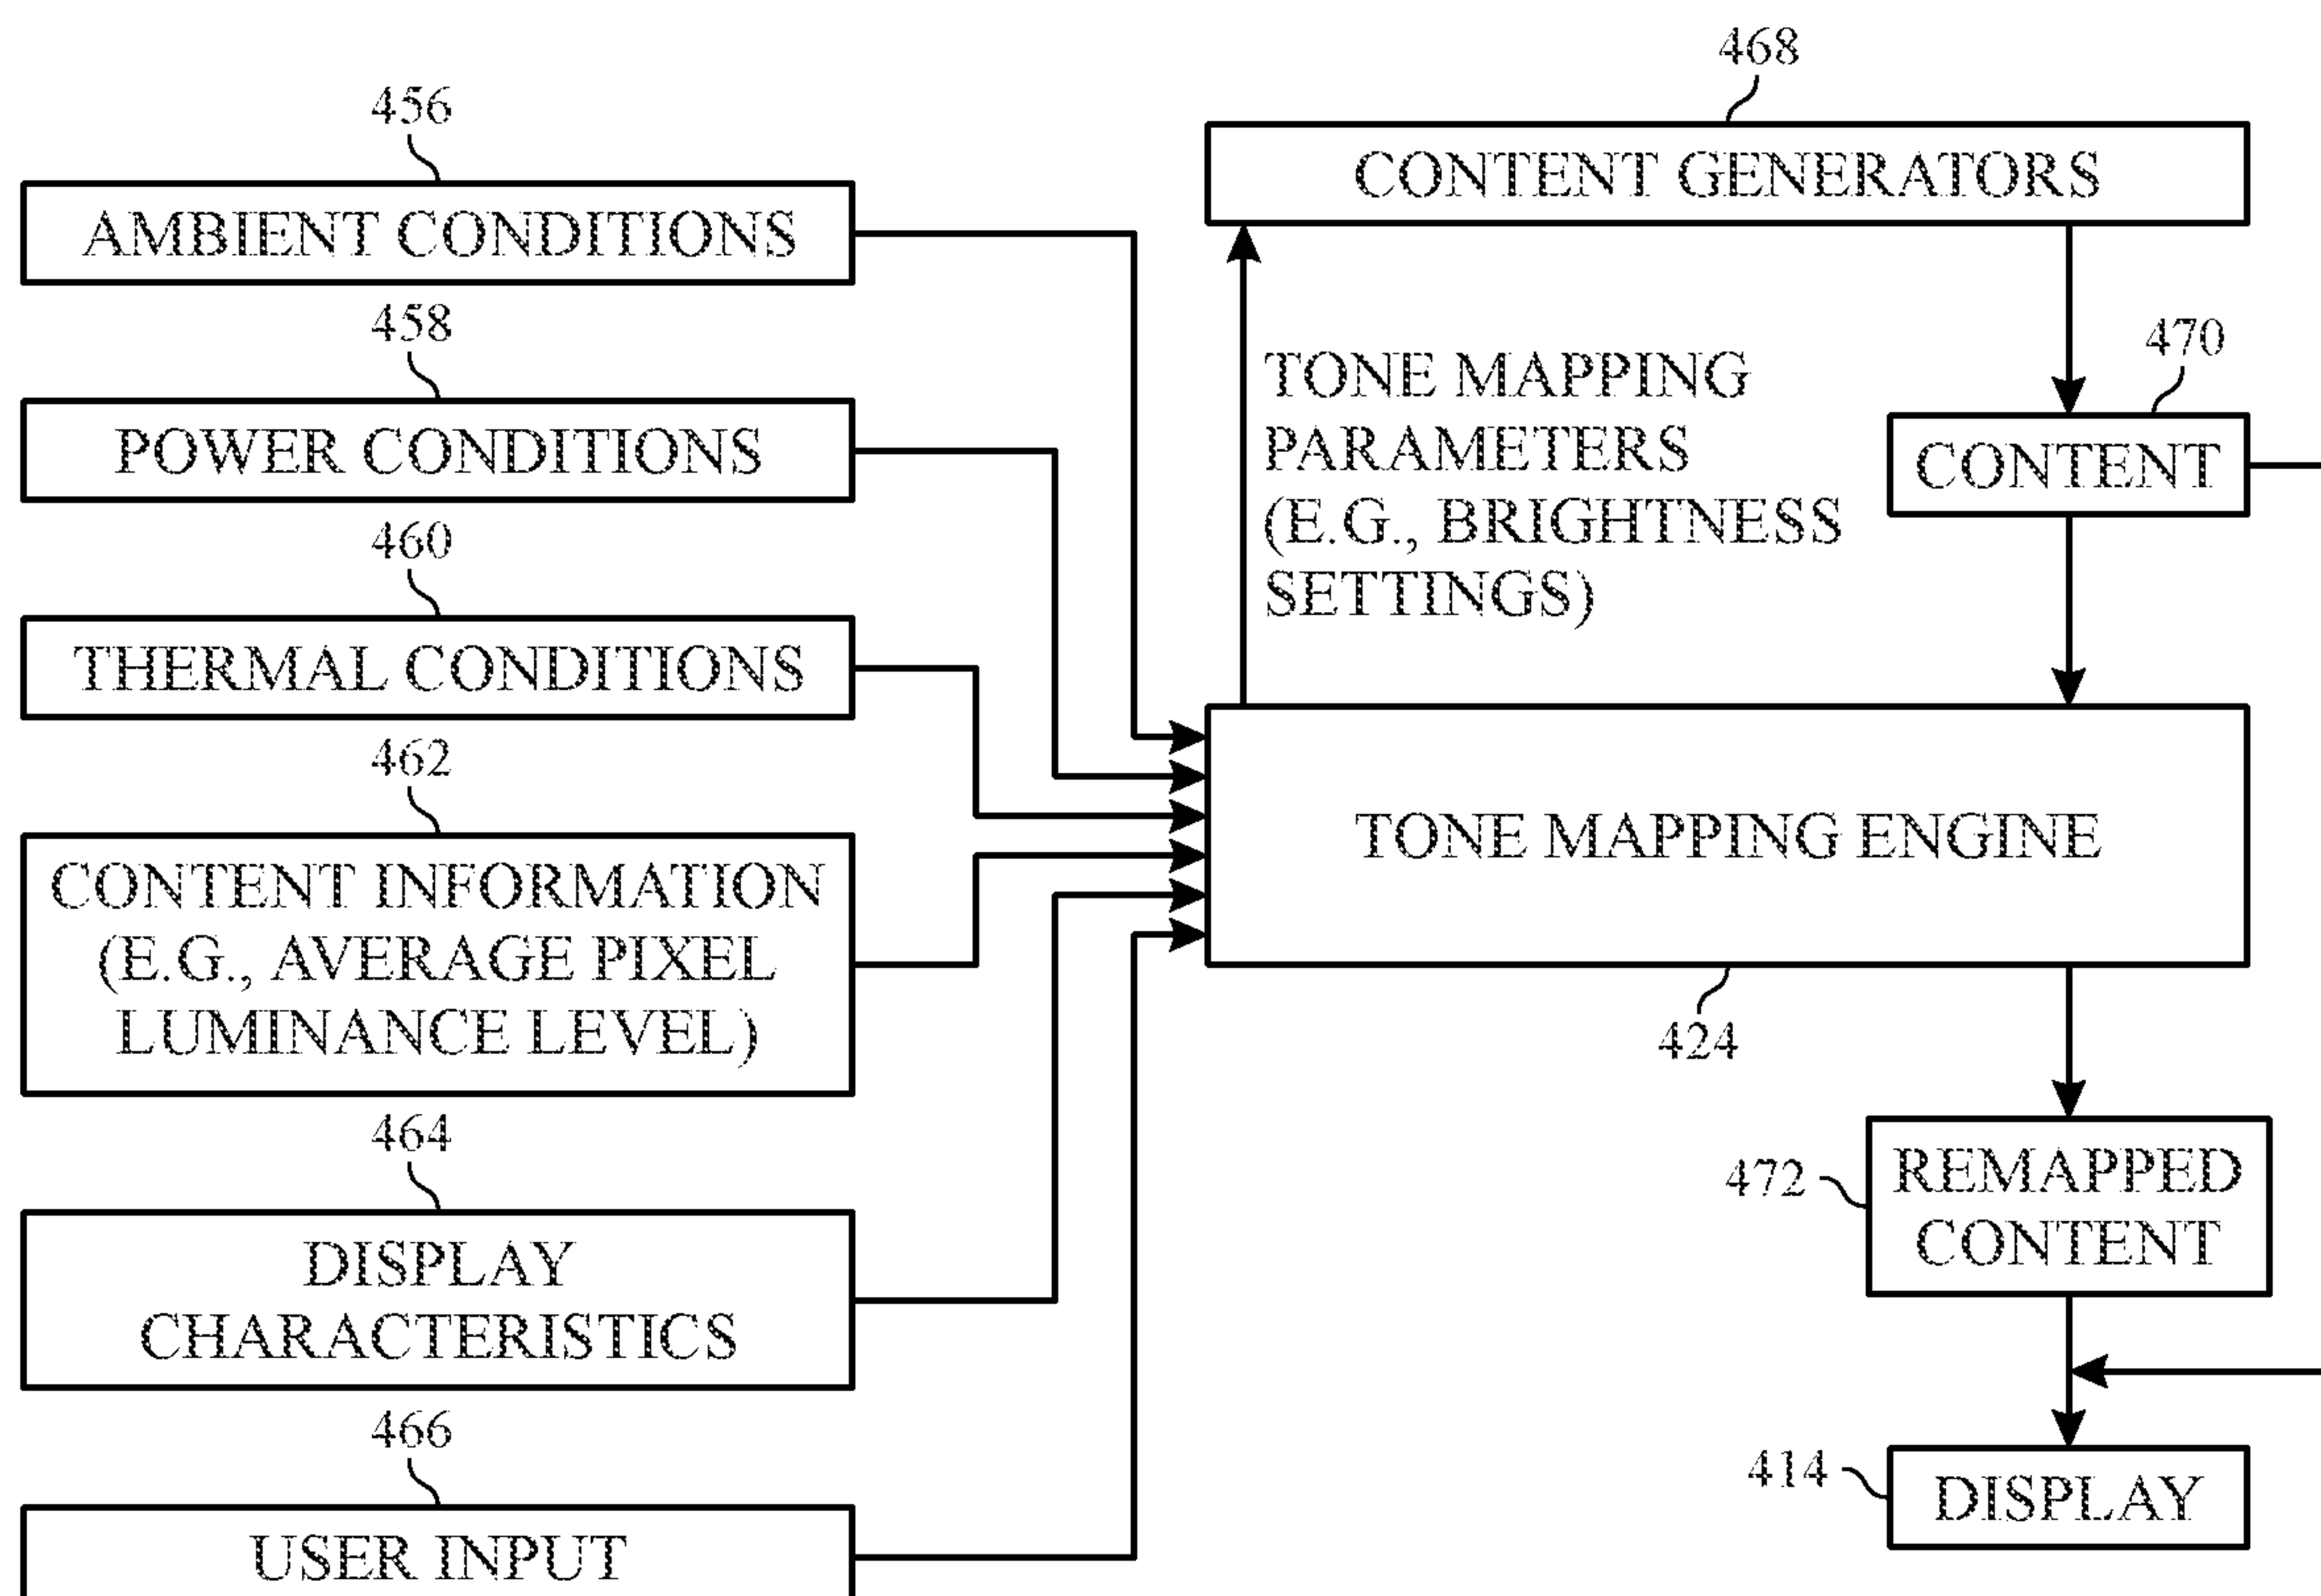 456
AMBIENT CONDITIONS
458
POWER CONDITIONS
460
THERMAL CONDITIONS
462
CONTENT INFORMATION
(E.G., AVERAGE PIXEL
LUMINANCE LEVEL)
464
DISPLAY
CHARACTERISTICS
466
USER INPUT
468
CONTENT GENERATORS
TONE MAPPING
PARAMETERS
(E.G., BRIGHTNESS
SETTINGS)
470
CONTENT
TONE MAPPING ENGINE
424
472
REMAPPED
CONTENT
414
DISPLAY